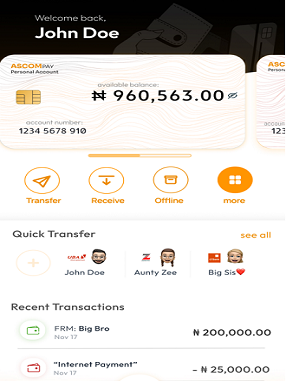 Welcome back,
John Doe
ASCOMPAY
Personal Account
available balance:
₦ 960,563.00
account number:
1234 5678 910
Transfer
Receive
Offline
more
Quick Transfer
see all
UBA
John Doe
Aunty Zee
Big Sis❤️
Recent Transactions
FRM: Big Bro
Nov 17
₦ 200,000.00
"Internet Payment"
Nov 17
- ₦ 25,000.00